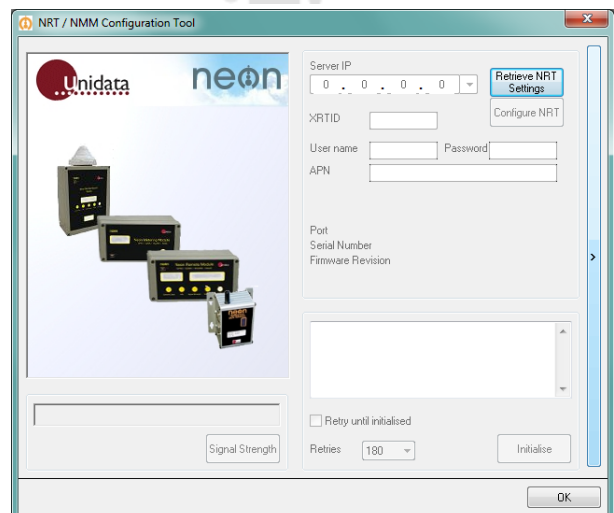 NRT / NMM Configuration Tool
Unidata
neon
Server IP
0 . 0 . 0 . 0
Retrieve NRT
Settings
XRTID
Configure NRT
User name
Password
APN
Port
Serial Number
Firmware Revision
Signal Strength
Retry until initialised
Retries
180
Initialise
OK